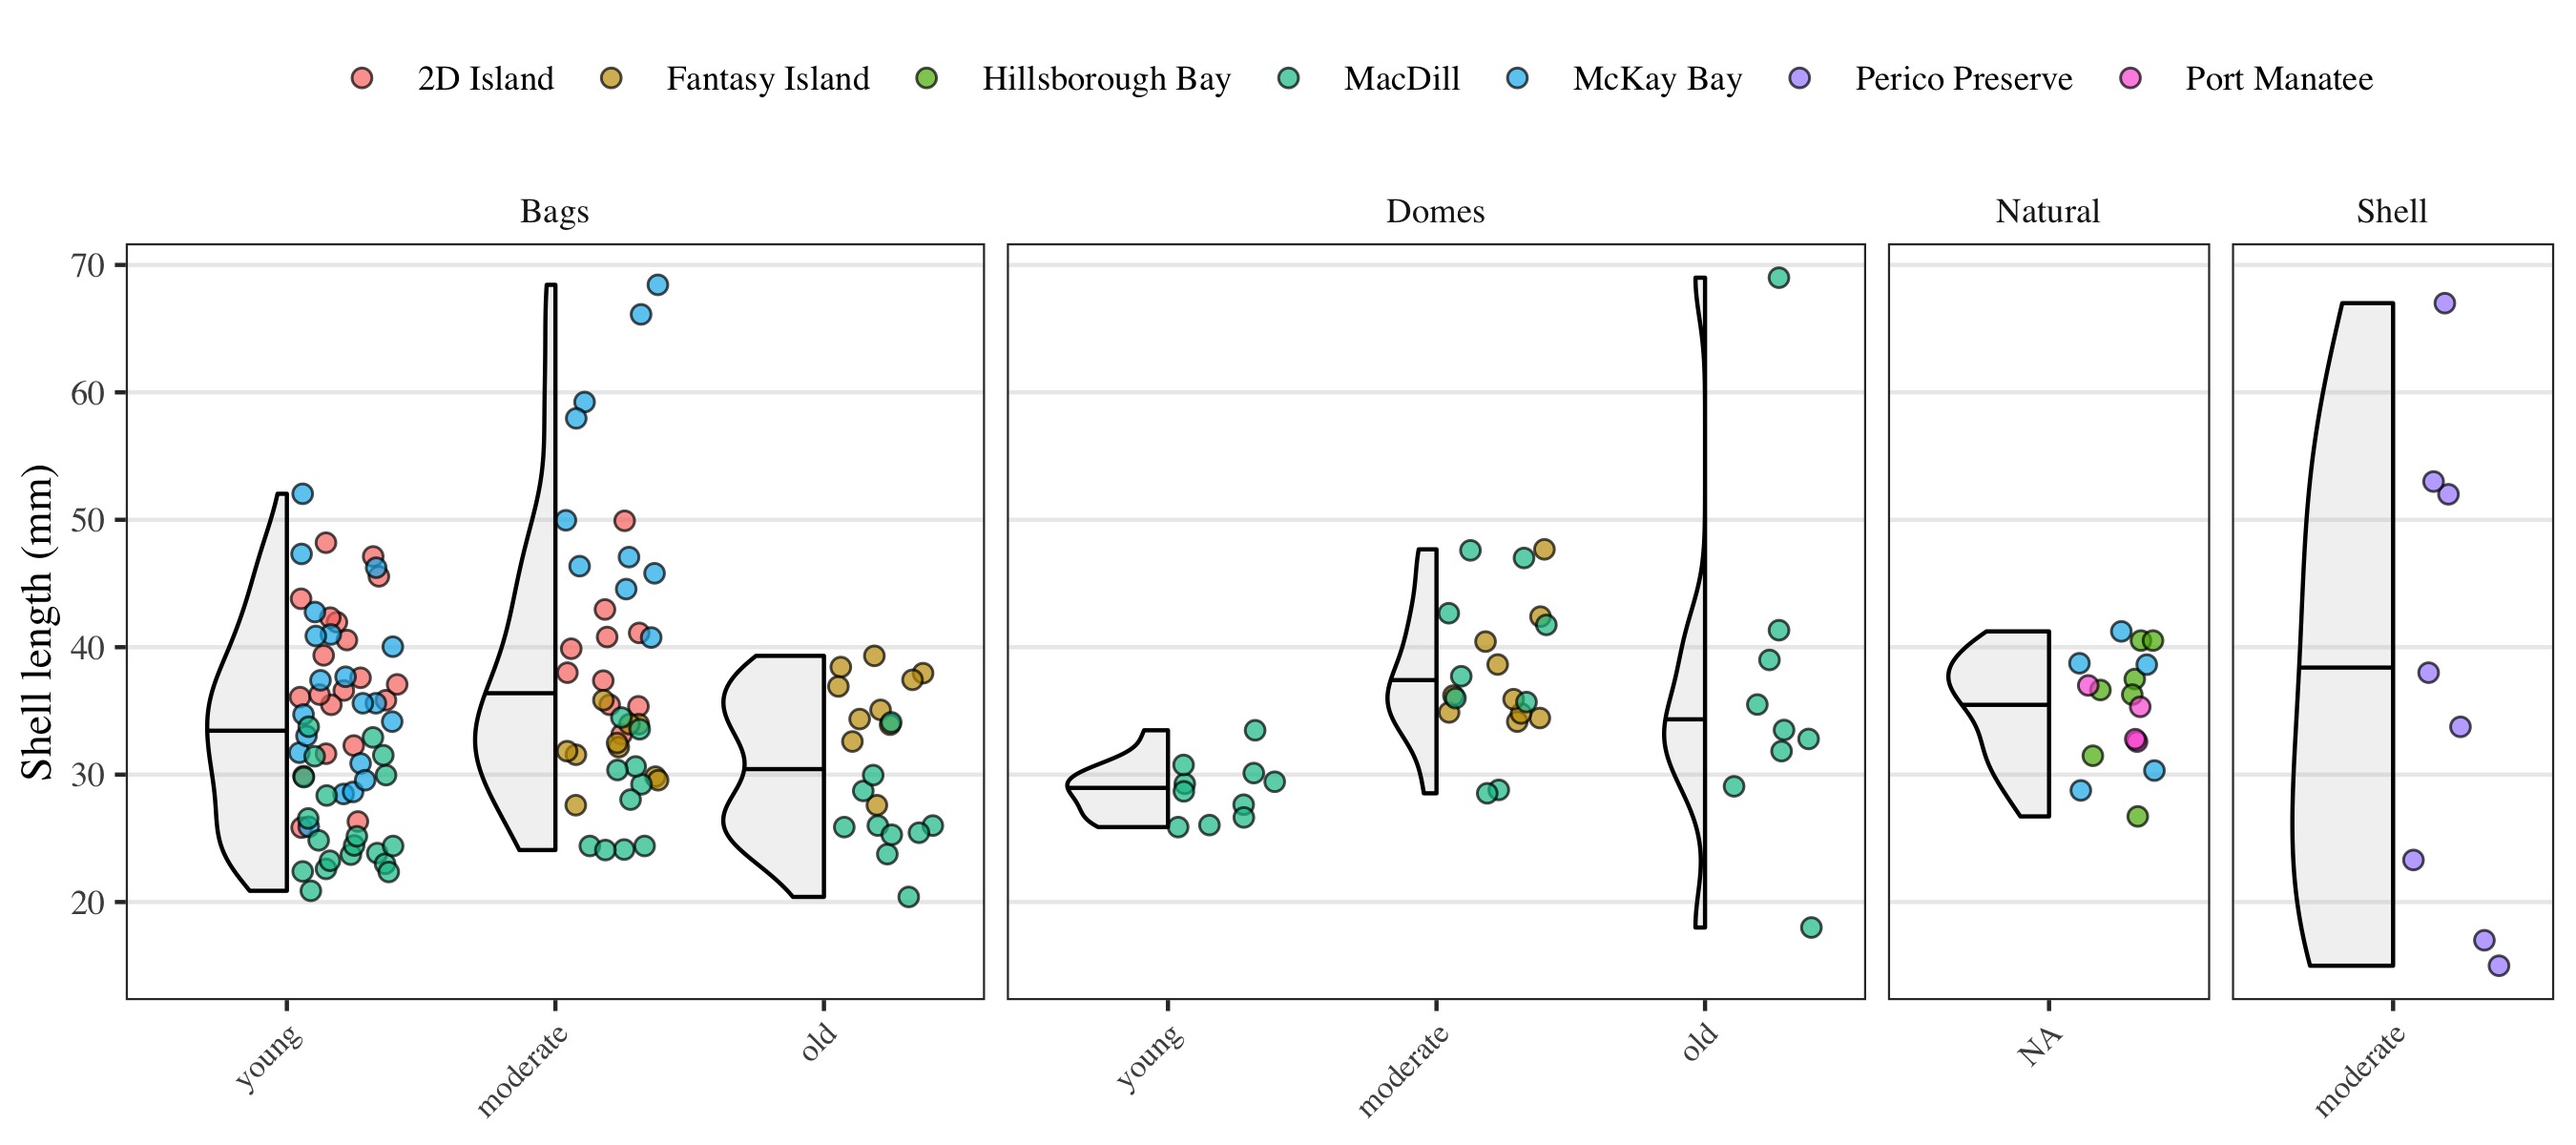 2D Island Fantasy Island Hillsborough Bay MacDill McKay Bay Perico Preserve Port Manatee
Bags Domes Natural Shell
Shell length (mm)
70
60
50
40
30
20
young moderate old young moderate old NA moderate